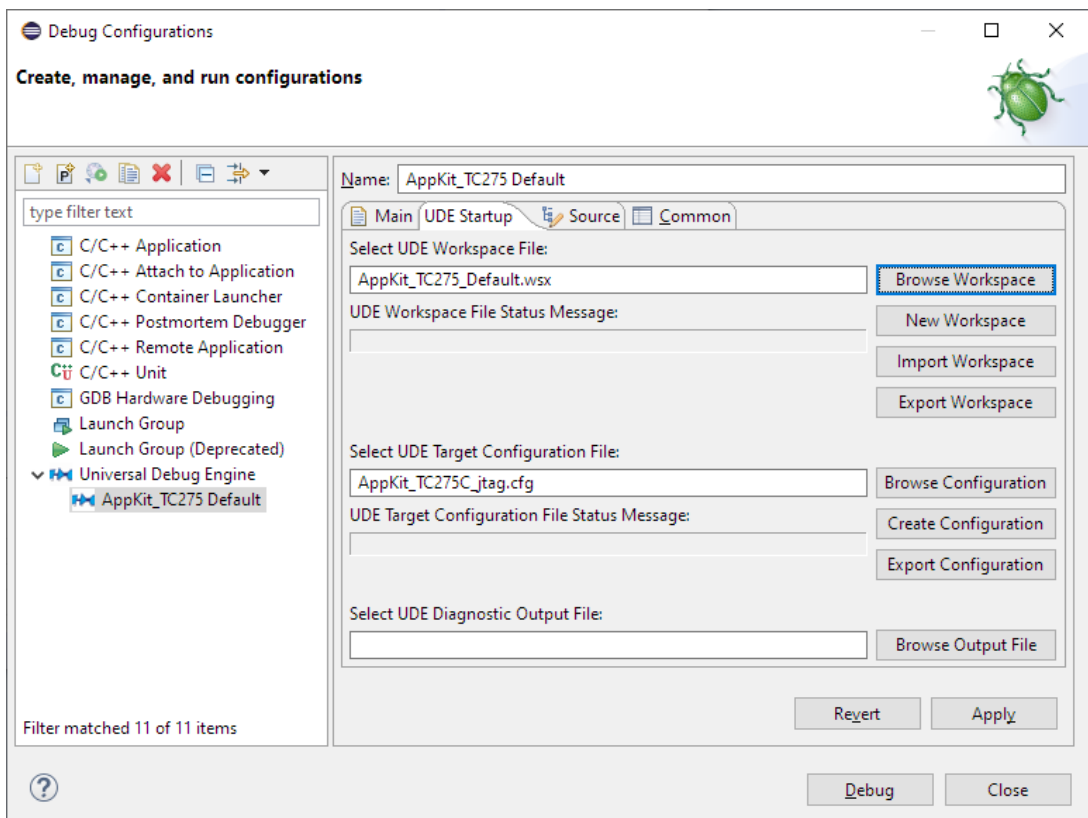 Debug Configurations
Create, manage, and run configurations
type filter text
C/C++ Application
C/C++ Attach to Application
C/C++ Container Launcher
C/C++ Postmortem Debugger
C/C++ Remote Application
C/C++ Unit
GDB Hardware Debugging
Launch Group
Launch Group (Deprecated)
Universal Debug Engine
AppKit_TC275 Default
Filter matched 11 of 11 items
Name: AppKit_TC275 Default
Main UDE Startup Source Common
Select UDE Workspace File:
AppKit_TC275_Default.wsx Browse Workspace
UDE Workspace File Status Message: New Workspace
Import Workspace
Export Workspace
Select UDE Target Configuration File:
AppKit_TC275C_jtag.cfg Browse Configuration
UDE Target Configuration File Status Message: Create Configuration
Export Configuration
Select UDE Diagnostic Output File:
Browse Output File
Revert Apply
Debug Close